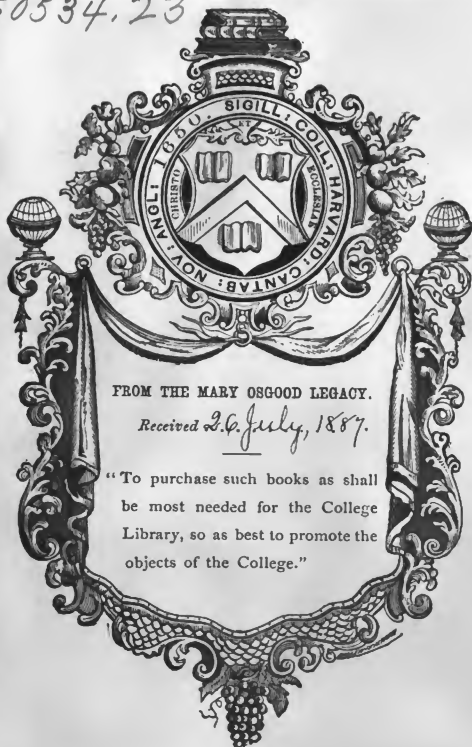 0534.23
SIGILL: COLL: HARVARD: CANTAB: NOV: ANGL: 1650.
ET
CHRISTO
ECCLESIAE
FROM THE MARY OSGOOD LEGACY.
Received 26 July, 1887.
"To purchase such books as shall
be most needed for the College
Library, so as best to promote the
objects of the College."